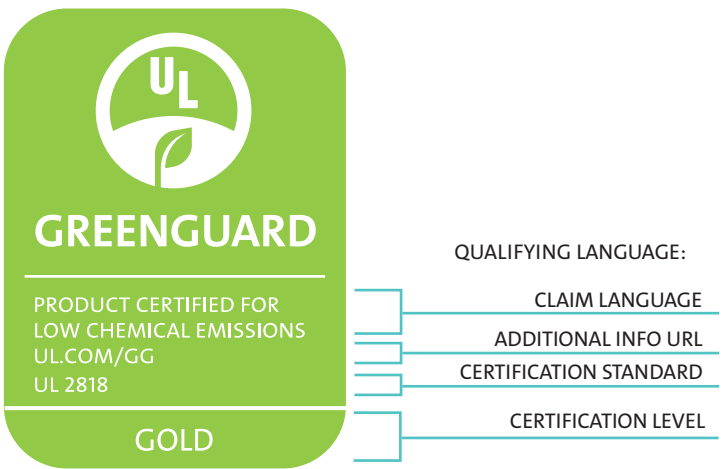 UL
GREENGUARD
PRODUCT CERTIFIED FOR
LOW CHEMICAL EMISSIONS
UL.COM/GG
UL 2818
GOLD
QUALIFYING LANGUAGE:
CLAIM LANGUAGE
ADDITIONAL INFO URL
CERTIFICATION STANDARD
CERTIFICATION LEVEL